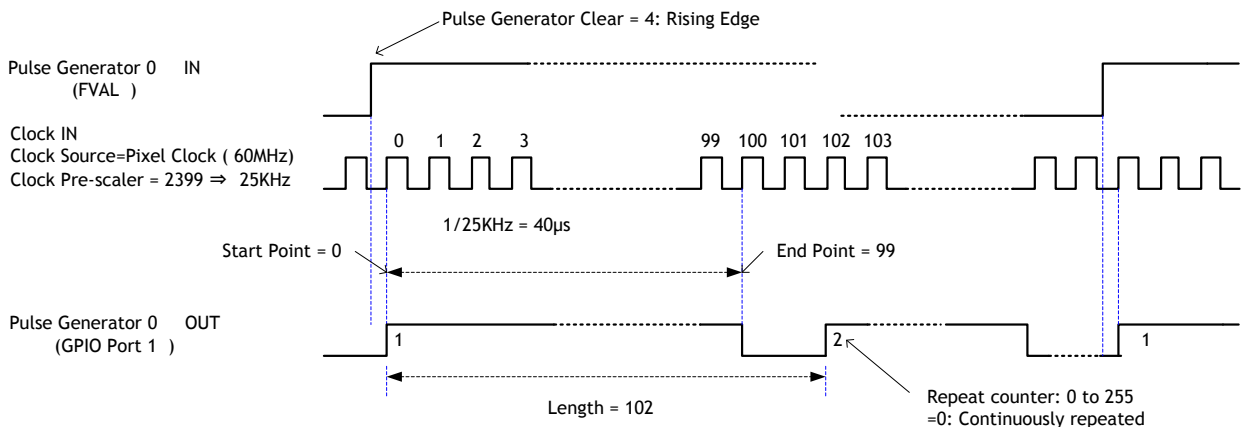 Pulse Generator Clear = 4: Rising Edge
Pulse Generator 0 IN
(FVAL )
Clock IN
Clock Source=Pixel Clock ( 60MHz)
Clock Pre-scaler = 2399 ⇒ 25KHz
0 1 2 3 99 100 101 102 103
1/25KHz = 40µs
Start Point = 0
End Point = 99
Pulse Generator 0 OUT
(GPIO Port 1 )
1 2 1
Length = 102
Repeat counter: 0 to 255
=0: Continuously repeated